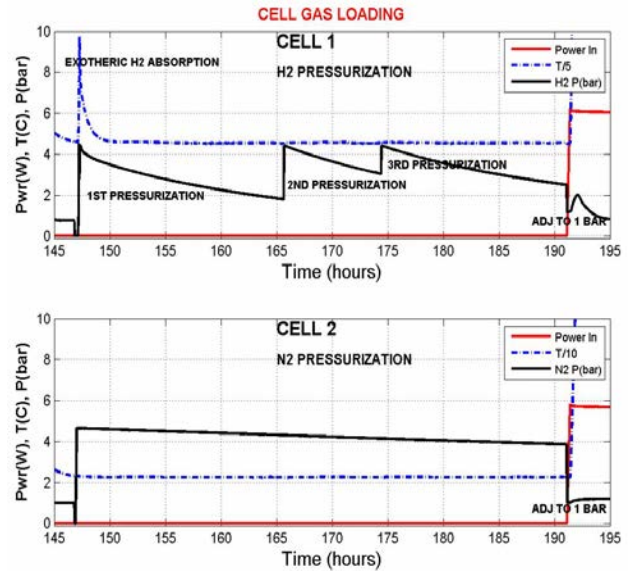 CELL GAS LOADING
CELL 1
Power In
T/5
H2 P(bar)
EXOTHERIC H2 ABSORPTION
H2 PRESSURIZATION
1ST PRESSURIZATION
2ND PRESSURIZATION
3RD PRESSURIZATION
ADJ TO 1 BAR
Pwr(W), T(C), P(bar)
10
8
6
4
2
0
145 150 155 160 165 170 175 180 185 190 195
Time (hours)
CELL 2
Power In
T/10
N2 P(bar)
N2 PRESSURIZATION
ADJ TO 1 BAR
Pwr(W), T(C), P(bar)
10
8
6
4
2
0
145 150 155 160 165 170 175 180 185 190 195
Time (hours)